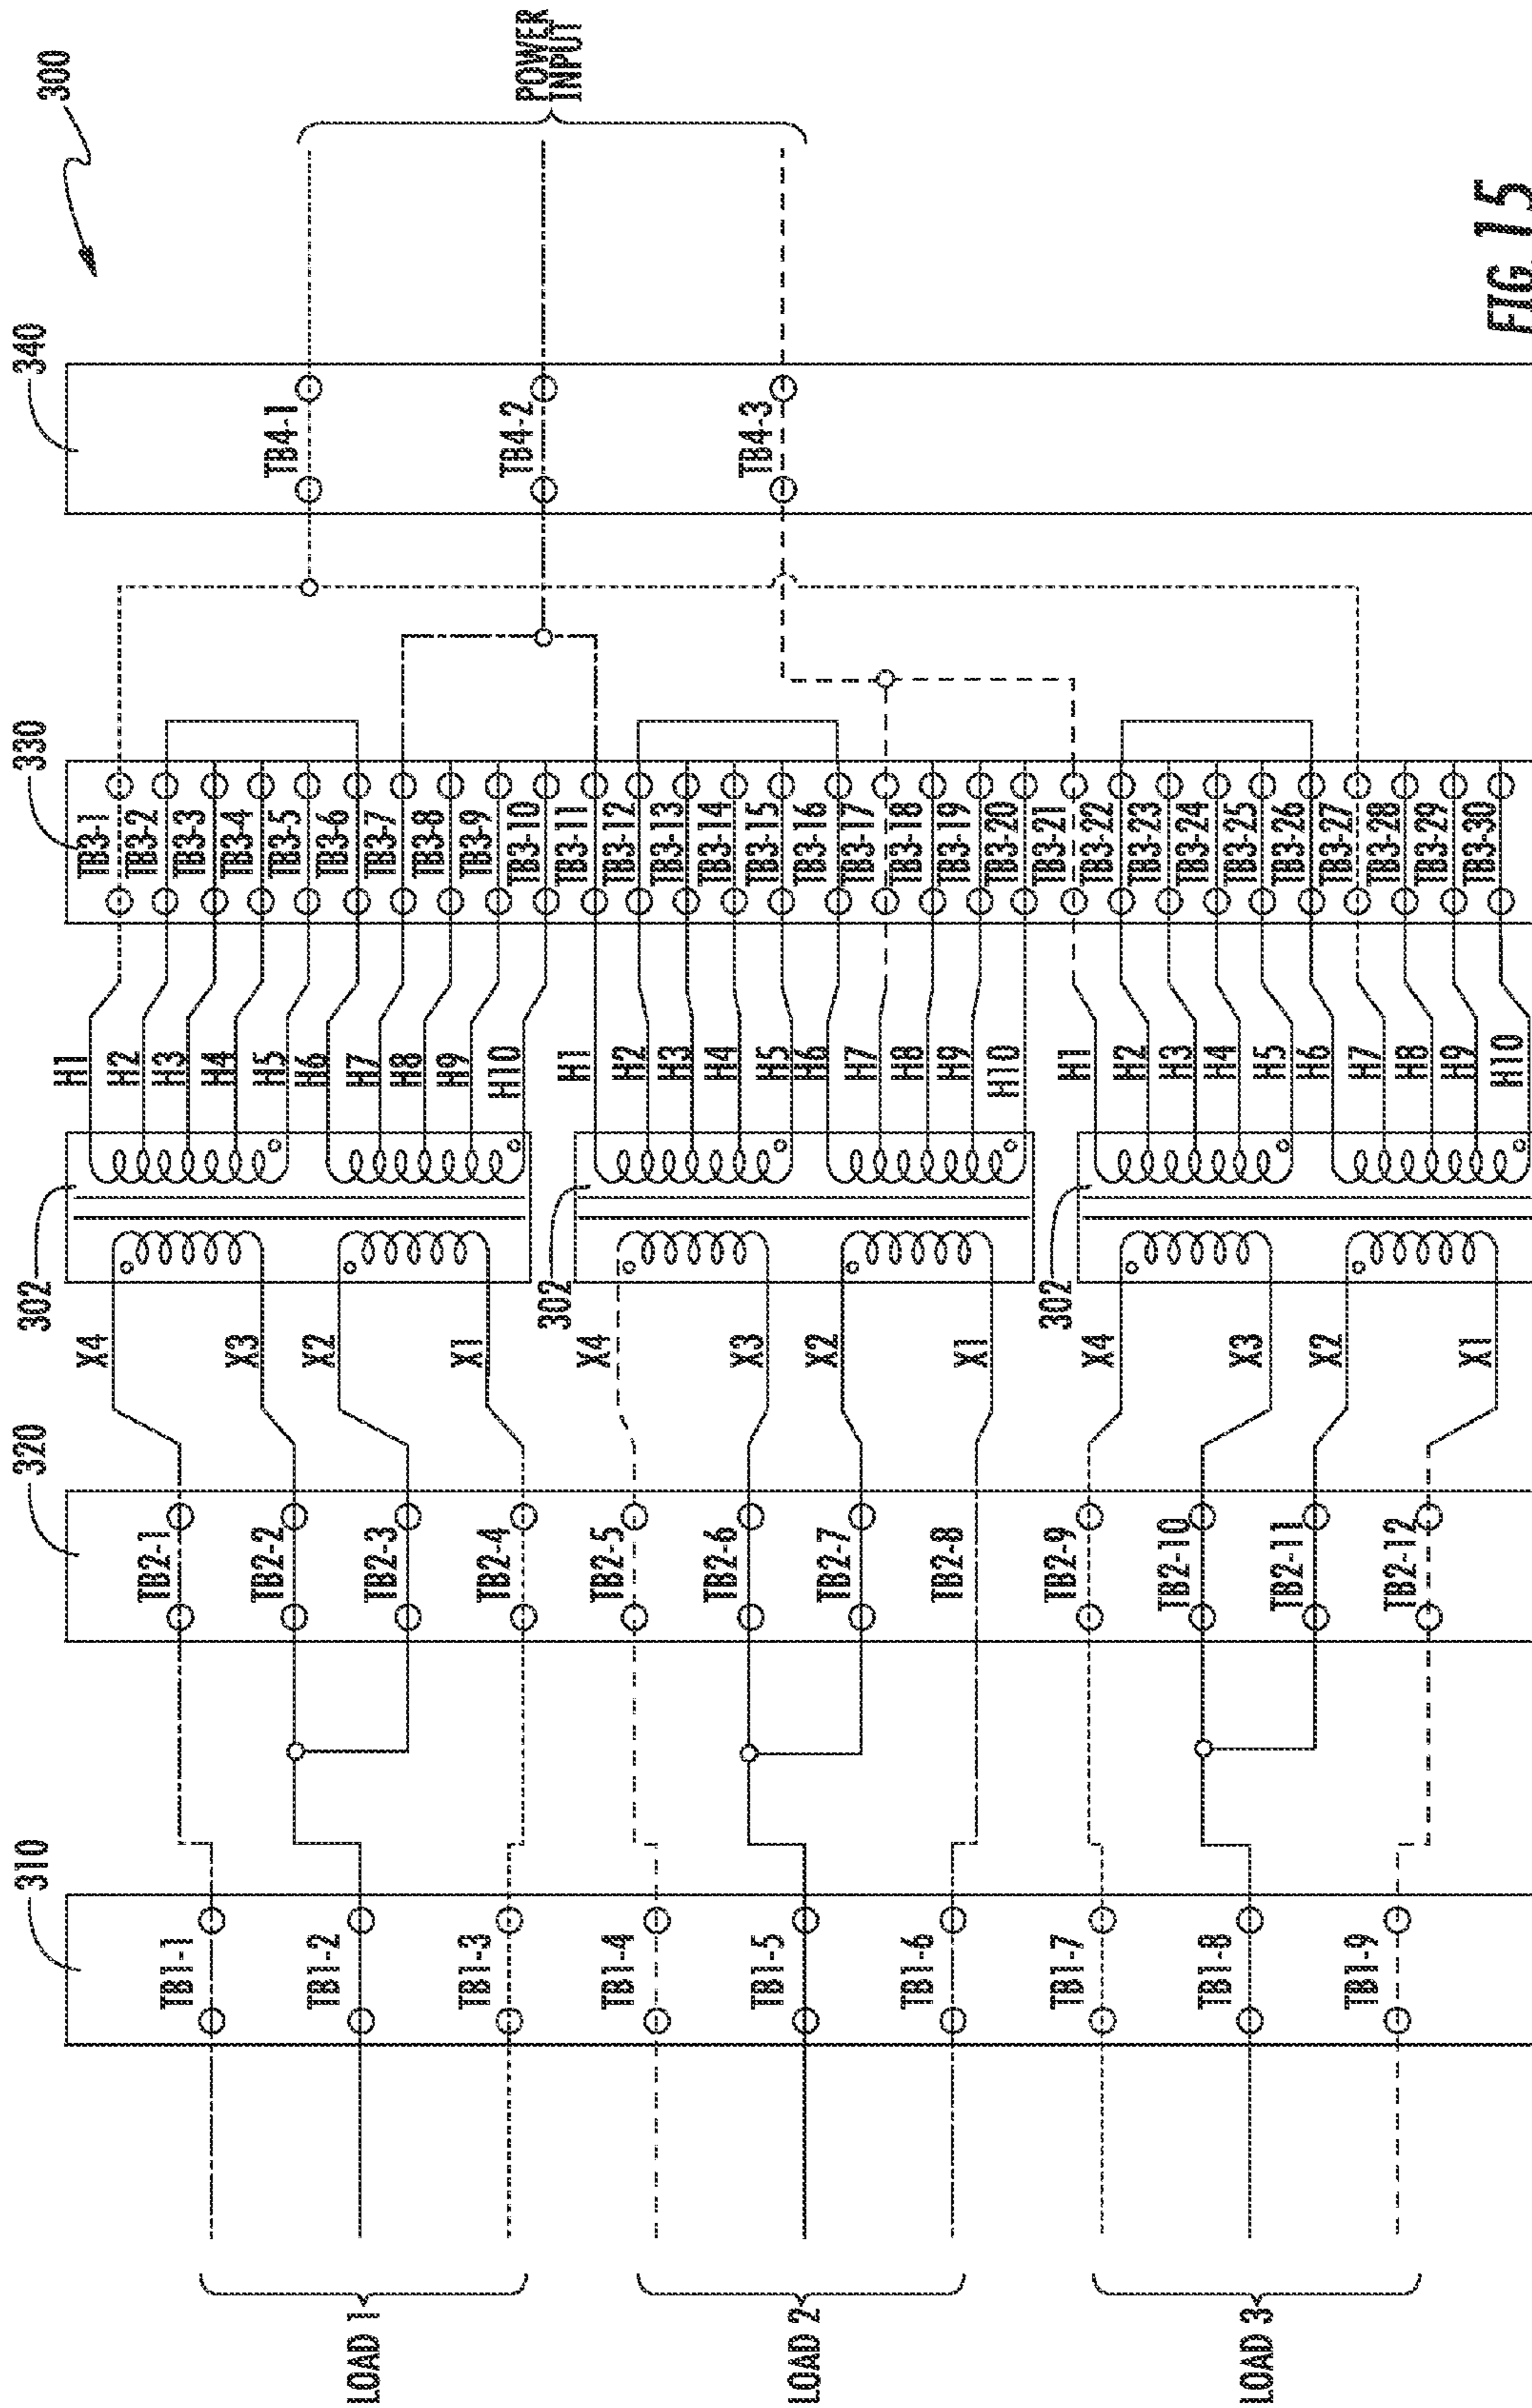 300
POWER INPUT
340
TB4-1
TB4-2
TB4-3
330
TB3-1
TB3-2
TB3-3
TB3-4
TB3-5
TB3-6
TB3-7
TB3-8
TB3-9
TB3-10
TB3-11
TB3-12
TB3-13
TB3-14
TB3-15
TB3-16
TB3-17
TB3-18
TB3-19
TB3-20
TB3-21
TB3-22
TB3-23
TB3-24
TB3-25
TB3-26
TB3-27
TB3-28
TB3-29
TB3-30
H1
H2
H3
H4
H5
H6
H7
H8
H9
H10
H1
H2
H3
H4
H5
H6
H7
H8
H9
H10
H1
H2
H3
H4
H5
H6
H7
H8
H9
H10
302
302
302
X4
X3
X2
X1
X4
X3
X2
X1
X4
X3
X2
X1
320
TB2-1
TB2-2
TB2-3
TB2-4
TB2-5
TB2-6
TB2-7
TB2-8
TB2-9
TB2-10
TB2-11
TB2-12
310
TB1-1
TB1-2
TB1-3
TB1-4
TB1-5
TB1-6
TB1-7
TB1-8
TB1-9
LOAD 1
LOAD 2
LOAD 3
FIG. 15